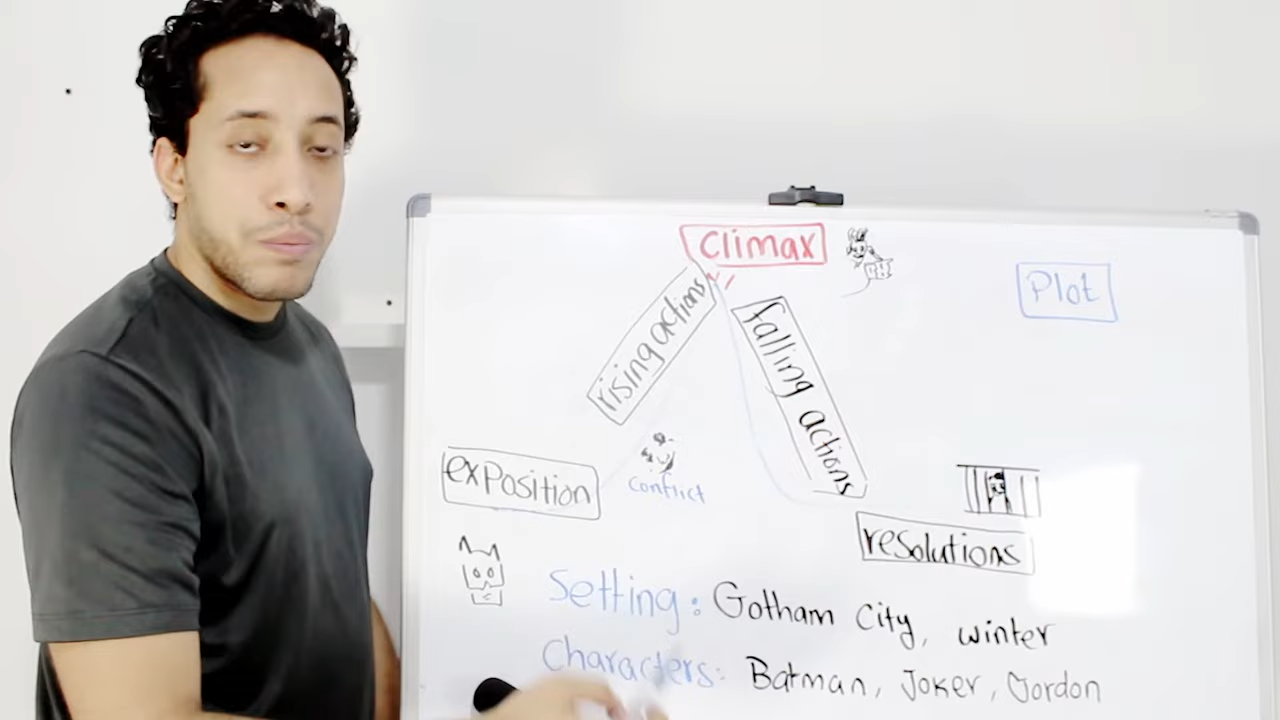 climax
Plot
rising actions
falling actions
exposition
conflict
resolutions
Setting: Gotham City, winter
Characters: Batman, Joker, Gordon